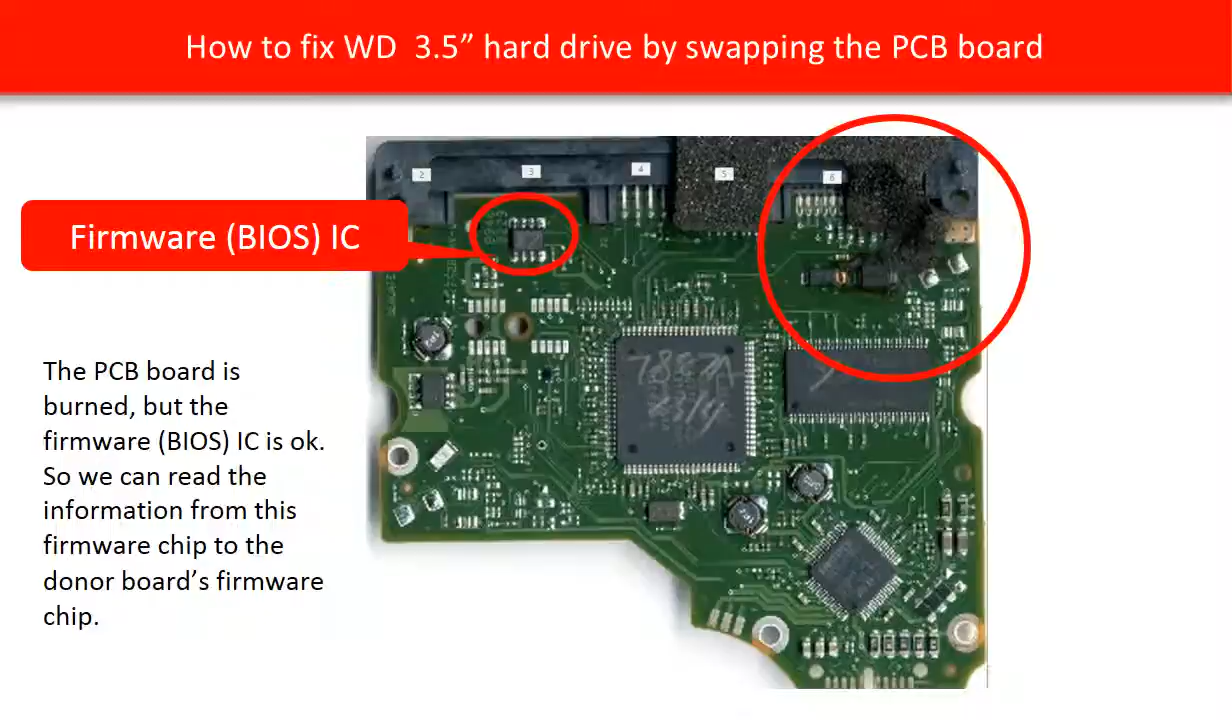 How to fix WD 3.5” hard drive by swapping the PCB board
2
3
4
5
6
Firmware (BIOS) IC
The PCB board is
burned, but the
firmware (BIOS) IC is ok.
So we can read the
information from this
firmware chip to the
donor board’s firmware
chip.